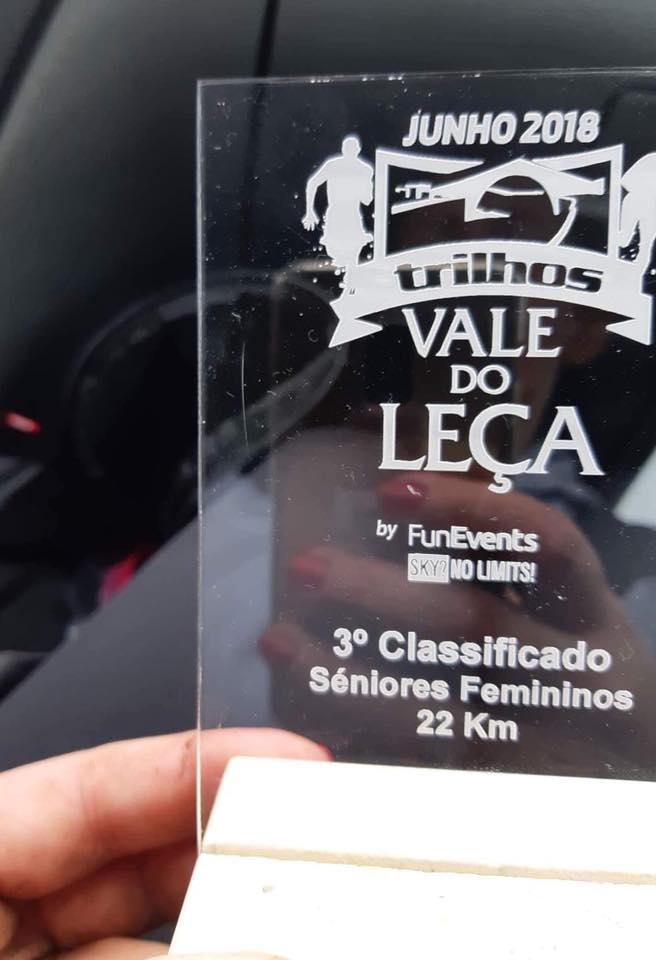 JUNHO 2018
trilhos
VALE
DO
LEÇA
by FunEvents
SKY? NO LIMITS!
3º Classificado
Séniores Femininos
22 Km